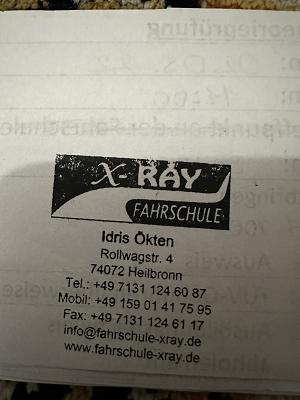 X-RAY
FAHRSCHULE
Idris Ökten
Rollwagstr. 4
74072 Heilbronn
Tel.: +49 7131 124 60 87
Mobil: +49 159 01 41 75 95
Fax: +49 7131 124 61 17
info@fahrschule-xray.de
www.fahrschule-xray.de